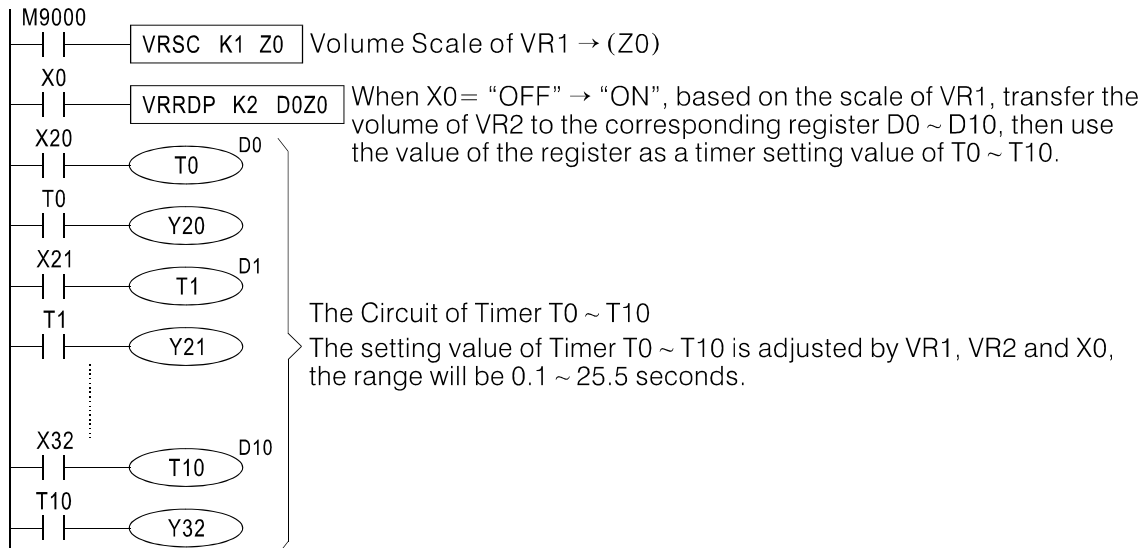 M9000
VRSC K1 Z0 Volume Scale of VR1 → (Z0)
X0
VRRDP K2 D0Z0 When X0= “OFF” → “ON”, based on the scale of VR1, transfer the
volume of VR2 to the corresponding register D0 ~ D10, then use
the value of the register as a timer setting value of T0 ~ T10.
X20
T0 D0
T0
Y20
X21
T1 D1
T1
Y21
The Circuit of Timer T0 ~ T10
The setting value of Timer T0 ~ T10 is adjusted by VR1, VR2 and X0,
the range will be 0.1 ~ 25.5 seconds.
X32
T10 D10
T10
Y32